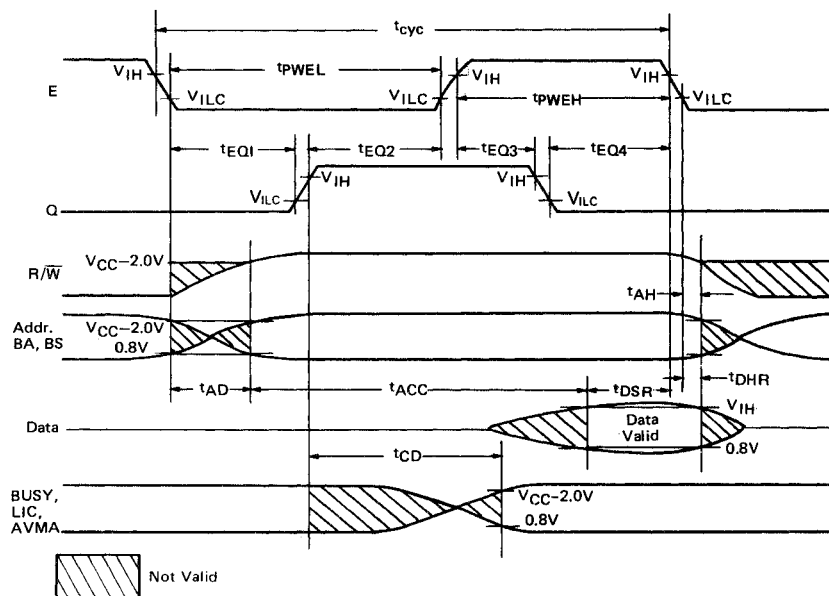 tcyc
VIH
tPWEL
VIH
VIH
E
VILC
VILC
tPWEH
VILC
tEQ1
tEQ2
tEQ3
tEQ4
VIH
VIH
VILC
VILC
Q
VCC-2.0V
R/W̅
tAH
Addr.
BA, BS
VCC-2.0V
0.8V
tAD
tACC
tDSR
tDHR
VIH
Data
Data
Valid
0.8V
tCD
BUSY,
LIC,
AVMA
VCC-2.0V
0.8V
Not Valid